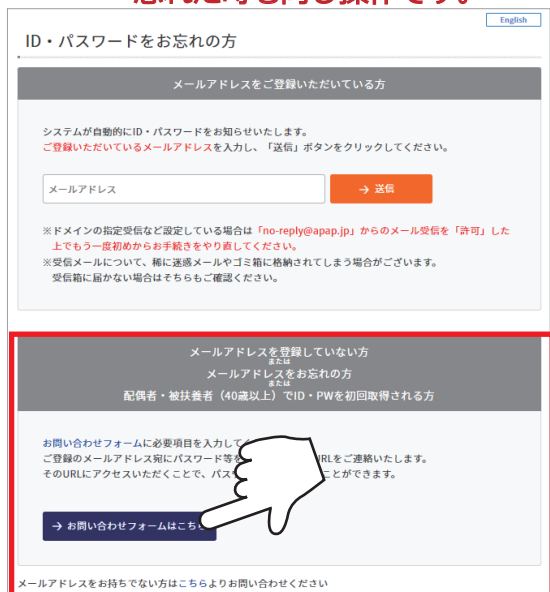 忘れた時も同じ操作です。
English
ID・パスワードをお忘れの方
メールアドレスをご登録いただいている方
システムが自動的にID・パスワードをお知らせいたします。
ご登録いただいているメールアドレスを入力し、「送信」ボタンをクリックしてください。
メールアドレス
→ 送信
※ドメインの指定受信など設定している場合は「no-reply@apap.jp」からのメール受信を「許可」した
上でもう一度初めからお手続きをやり直してください。
※受信メールについて、稀に迷惑メールやゴミ箱に格納されてしまう場合がございます。
受信箱に届かない場合はそちらもご確認ください。
メールアドレスを登録していない方
または
メールアドレスをお忘れの方
または
配偶者・被扶養者（40歳以上）でID・PWを初回取得される方
お問い合わせフォームに必要項目を入力して
ご登録のメールアドレス宛にパスワード等を RLをご連絡いたします。
そのURLにアクセスいただくことで、パス ことができます。
→ お問い合わせフォームはこち
メールアドレスをお持ちでない方はこちらよりお問い合わせください